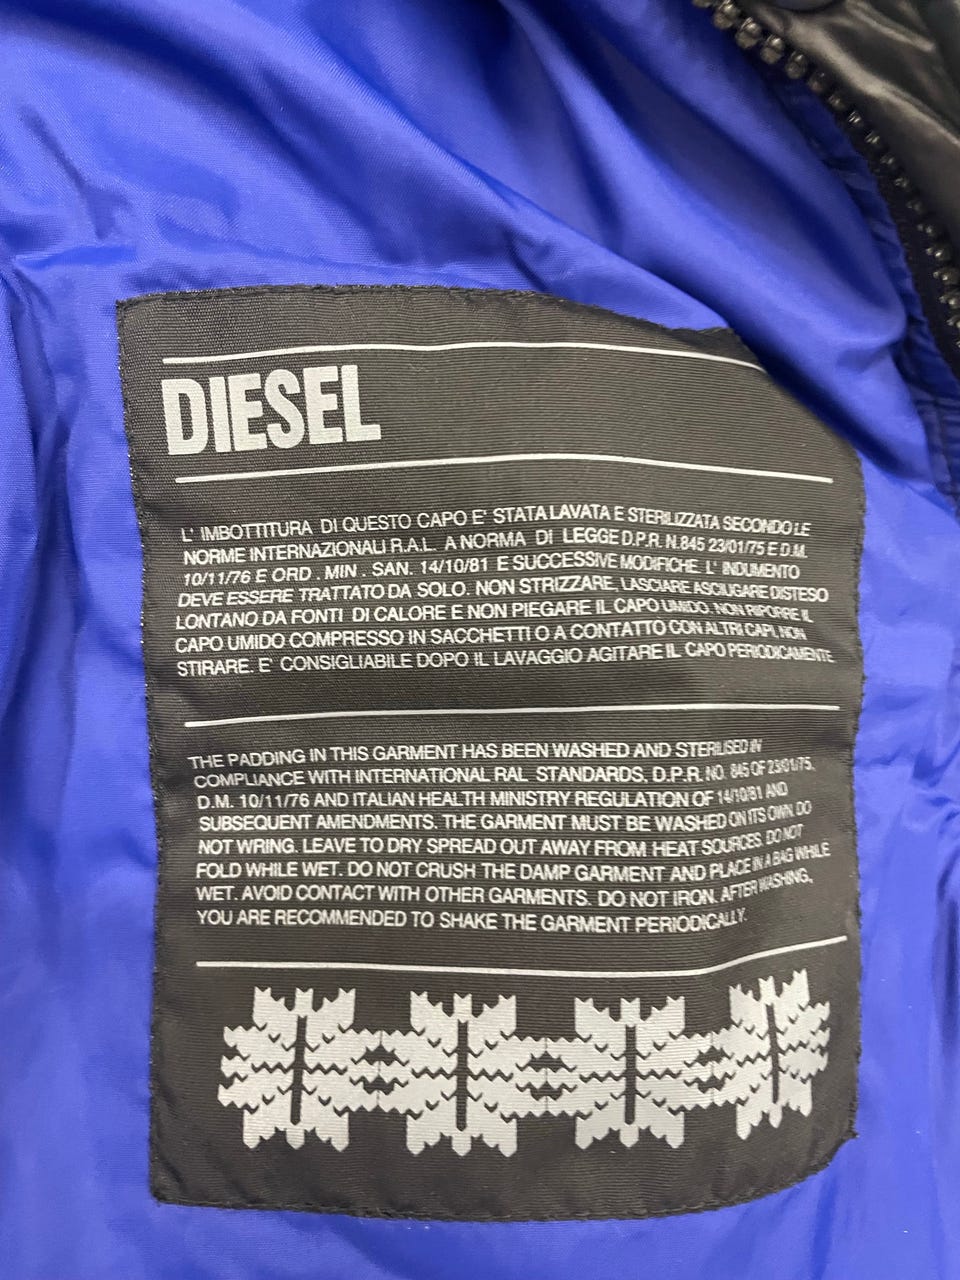 DIESEL
L' IMBOTTITURA DI QUESTO CAPO E' STATA LAVATA E STERILIZZATA SECONDO LE
NORME INTERNAZIONALI R.A.L. A NORMA DI LEGGE D.P.R. N.845 23/01/75 E D.M.
10/11/76 E ORD . MIN . SAN. 14/10/81 E SUCCESSIVE MODIFICHE. L' INDUMENTO
DEVE ESSERE TRATTATO DA SOLO. NON STRIZZARE, LASCIARE ASCIUGARE DISTESO
LONTANO DA FONTI DI CALORE E NON PIEGARE IL CAPO UMIDO. NON RIPORRE IL
CAPO UMIDO COMPRESSO IN SACCHETTI O A CONTATTO CON ALTRI CAPI. NON
STIRARE. E' CONSIGLIABILE DOPO IL LAVAGGIO AGITARE IL CAPO PERIODICAMENTE
THE PADDING IN THIS GARMENT HAS BEEN WASHED AND STERILISED IN
COMPLIANCE WITH INTERNATIONAL RAL STANDARDS, D.P.R. NO. 845 OF 23/01/75.
D.M. 10/11/76 AND ITALIAN HEALTH MINISTRY REGULATION OF 14/10/81 AND
SUBSEQUENT AMENDMENTS. THE GARMENT MUST BE WASHED ON ITS OWN. DO
NOT WRING. LEAVE TO DRY SPREAD OUT AWAY FROM HEAT SOURCES. DO NOT
FOLD WHILE WET. DO NOT CRUSH THE DAMP GARMENT AND PLACE IN A BAG WHILE
WET. AVOID CONTACT WITH OTHER GARMENTS. DO NOT IRON. AFTER WASHING,
YOU ARE RECOMMENDED TO SHAKE THE GARMENT PERIODICALLY.